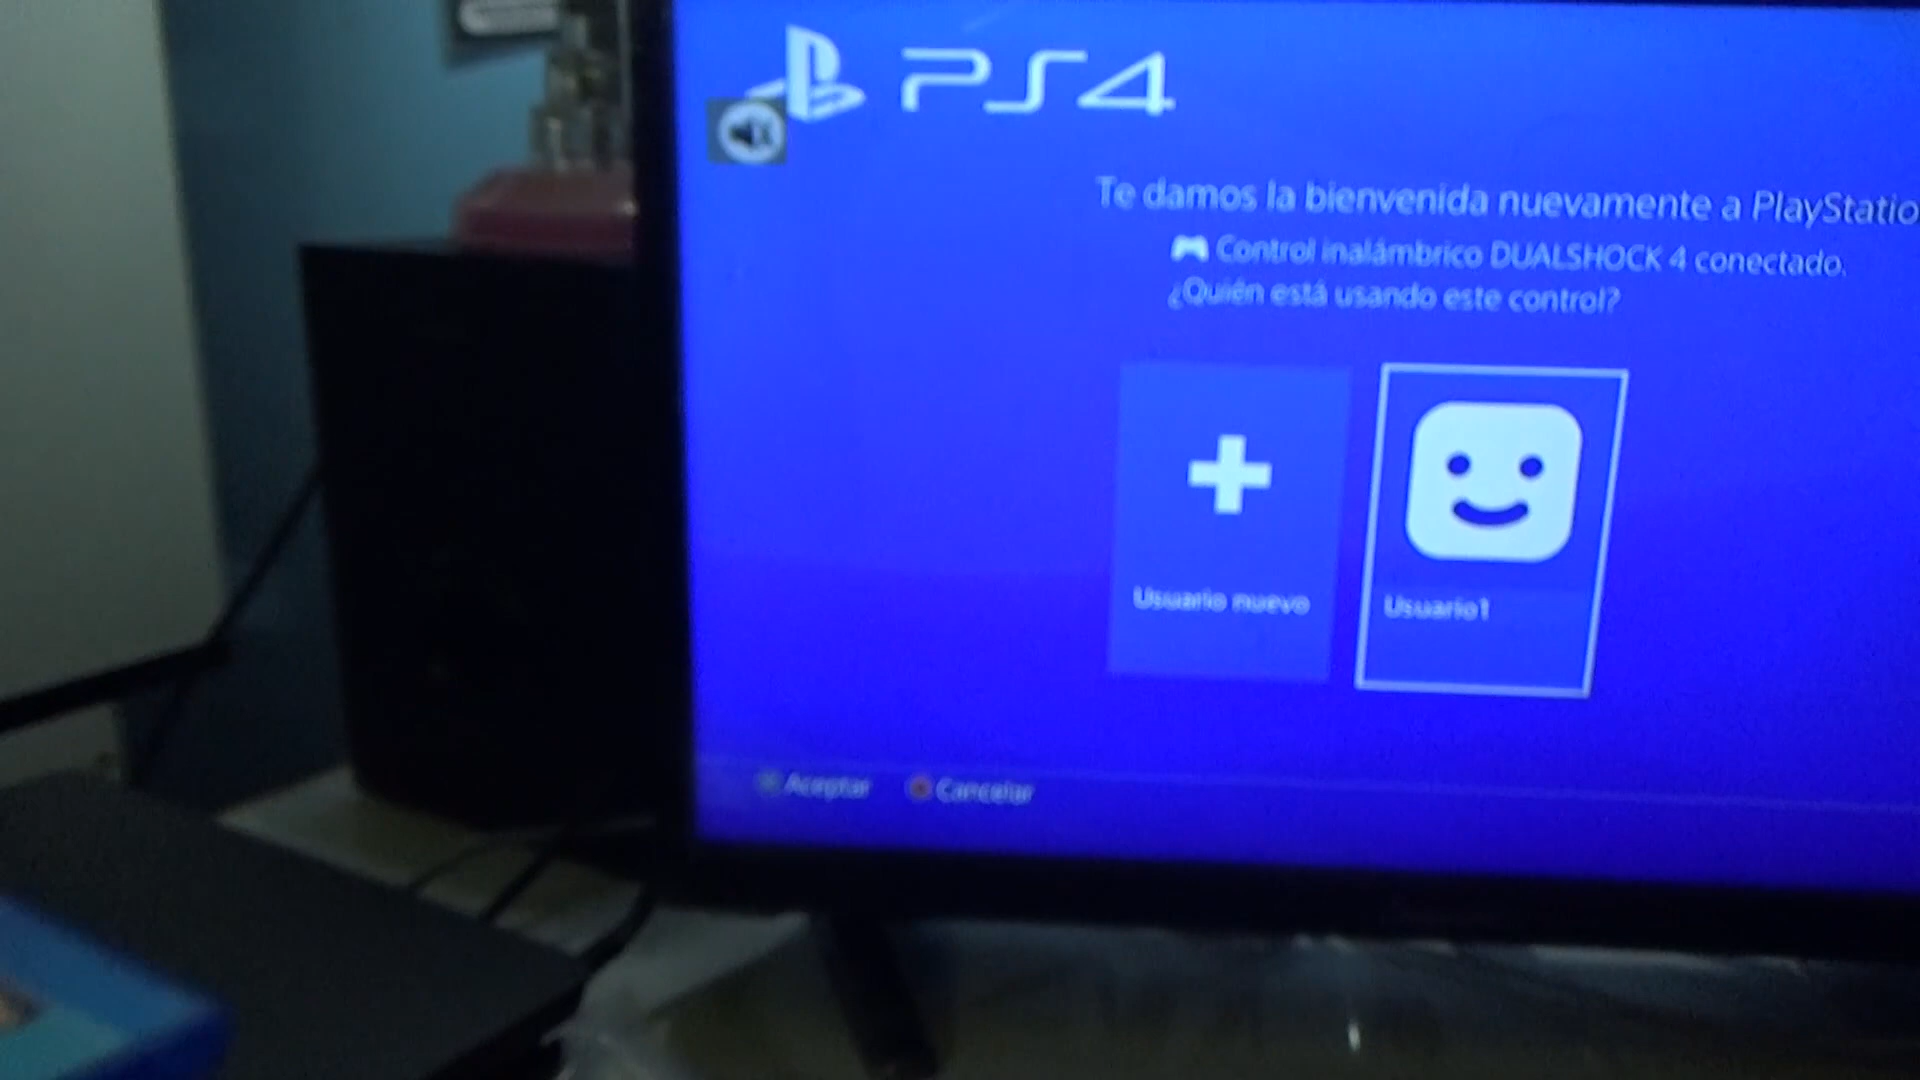 PS4
Te damos la bienvenida nuevamente a PlayStatio
Control inalámbrico DUALSHOCK 4 conectado.
¿Quién está usando este control?
Usuario nuevo
Usuario1
Aceptar
Cancelar